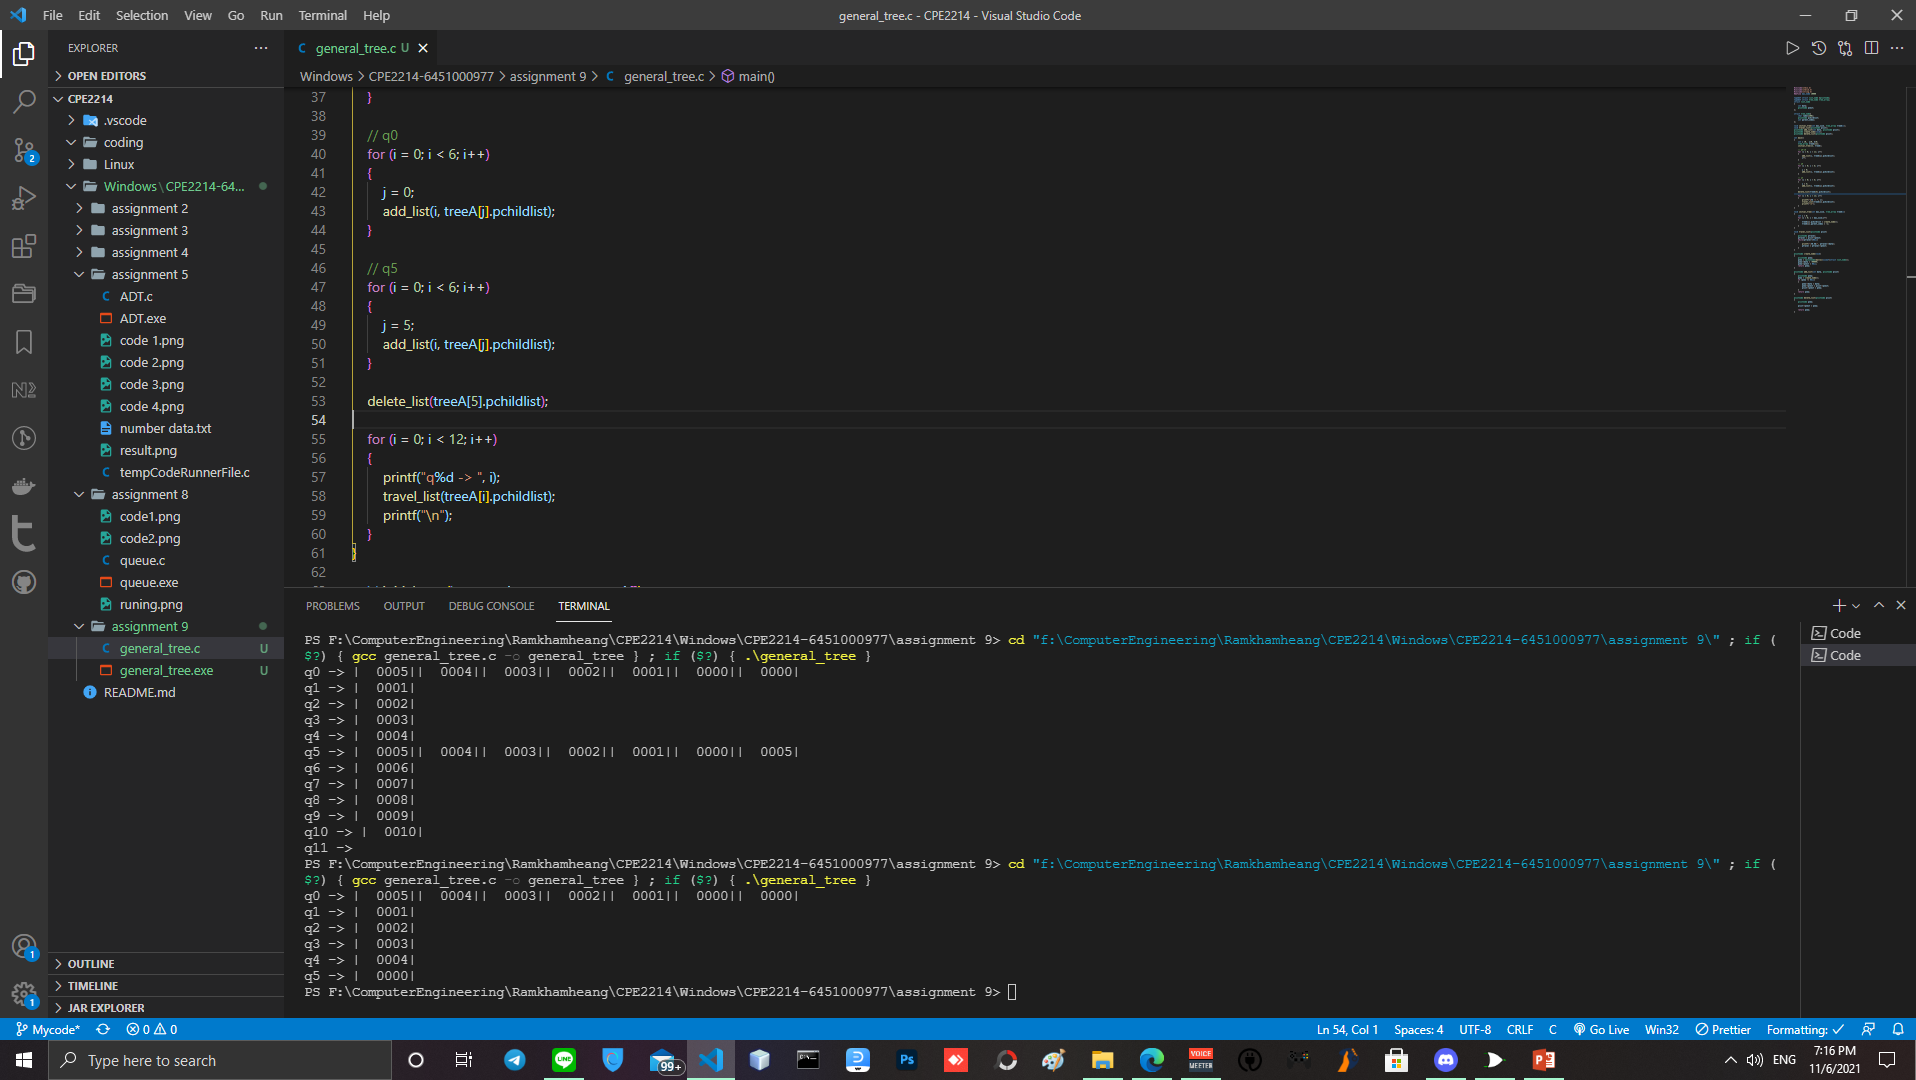 File Edit Selection View Go Run Terminal Help
general_tree.c - CPE2214 - Visual Studio Code
EXPLORER
OPEN EDITORS
CPE2214
.vscode
coding
Linux
Windows\CPE2214-64...
assignment 2
assignment 3
assignment 4
assignment 5
ADT.c
ADT.exe
code 1.png
code 2.png
code 3.png
code 4.png
number data.txt
result.png
tempCodeRunnerFile.c
assignment 8
code1.png
code2.png
queue.c
queue.exe
runing.png
assignment 9
general_tree.c U
general_tree.exe U
README.md
OUTLINE
TIMELINE
JAR EXPLORER
general_tree.c U
Windows > CPE2214-6451000977 > assignment 9 > C general_tree.c > main()
37 }
38
39 // q0
40 for (i = 0; i < 6; i++)
41 {
42 j = 0;
43 add_list(i, treeA[j].pchildlist);
44 }
45
46 // q5
47 for (i = 0; i < 6; i++)
48 {
49 j = 5;
50 add_list(i, treeA[j].pchildlist);
51 }
52
53 delete_list(treeA[5].pchildlist);
54
55 for (i = 0; i < 12; i++)
56 {
57 printf("q%d -> ", i);
58 travel_list(treeA[i].pchildlist);
59 printf("\n");
60 }
61 }
62
PROBLEMS OUTPUT DEBUG CONSOLE TERMINAL
PS F:\ComputerEngineering\Ramkhamheang\CPE2214\Windows\CPE2214-6451000977\assignment 9> cd "f:\ComputerEngineering\Ramkhamheang\CPE2214\Windows\CPE2214-6451000977\assignment 9\" ; if (
$?) { gcc general_tree.c -o general_tree } ; if ($?) { .\general_tree }
q0 -> | 0005|| 0004|| 0003|| 0002|| 0001|| 0000|| 0000|
q1 -> | 0001|
q2 -> | 0002|
q3 -> | 0003|
q4 -> | 0004|
q5 -> | 0005|| 0004|| 0003|| 0002|| 0001|| 0000|| 0005|
q6 -> | 0006|
q7 -> | 0007|
q8 -> | 0008|
q9 -> | 0009|
q10 -> | 0010|
q11 ->
PS F:\ComputerEngineering\Ramkhamheang\CPE2214\Windows\CPE2214-6451000977\assignment 9> cd "f:\ComputerEngineering\Ramkhamheang\CPE2214\Windows\CPE2214-6451000977\assignment 9\" ; if (
$?) { gcc general_tree.c -o general_tree } ; if ($?) { .\general_tree }
q0 -> | 0005|| 0004|| 0003|| 0002|| 0001|| 0000|| 0000|
q1 -> | 0001|
q2 -> | 0002|
q3 -> | 0003|
q4 -> | 0004|
q5 -> | 0000|
PS F:\ComputerEngineering\Ramkhamheang\CPE2214\Windows\CPE2214-6451000977\assignment 9>
Code
Code
2
1
1
Mycode* 0 0
Ln 54, Col 1 Spaces: 4 UTF-8 CRLF C Go Live Win32 Prettier Formatting:
Type here to search
LINE
99+
Ps
VOICE
MEETER
ENG
7:16 PM
11/6/2021